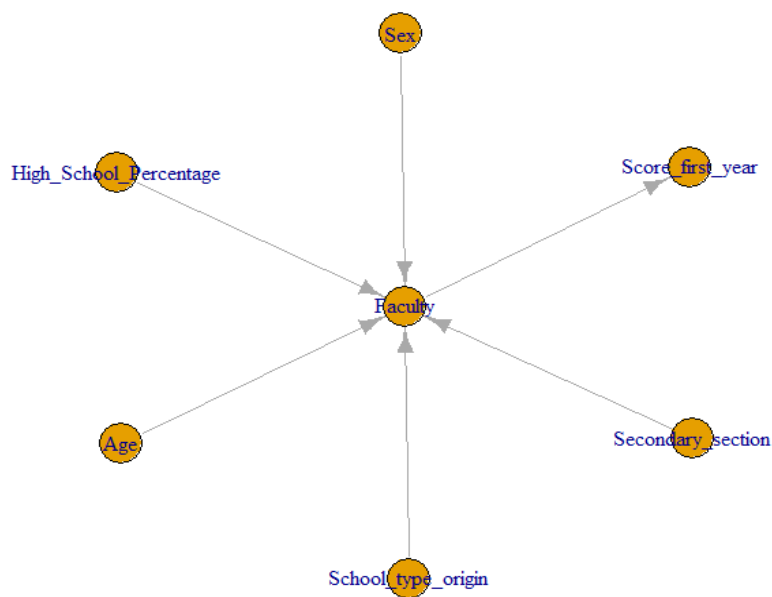 Sex
Score_first_year
High_School_Percentage
Faculty
Secondary_section
Age
School_type_origin